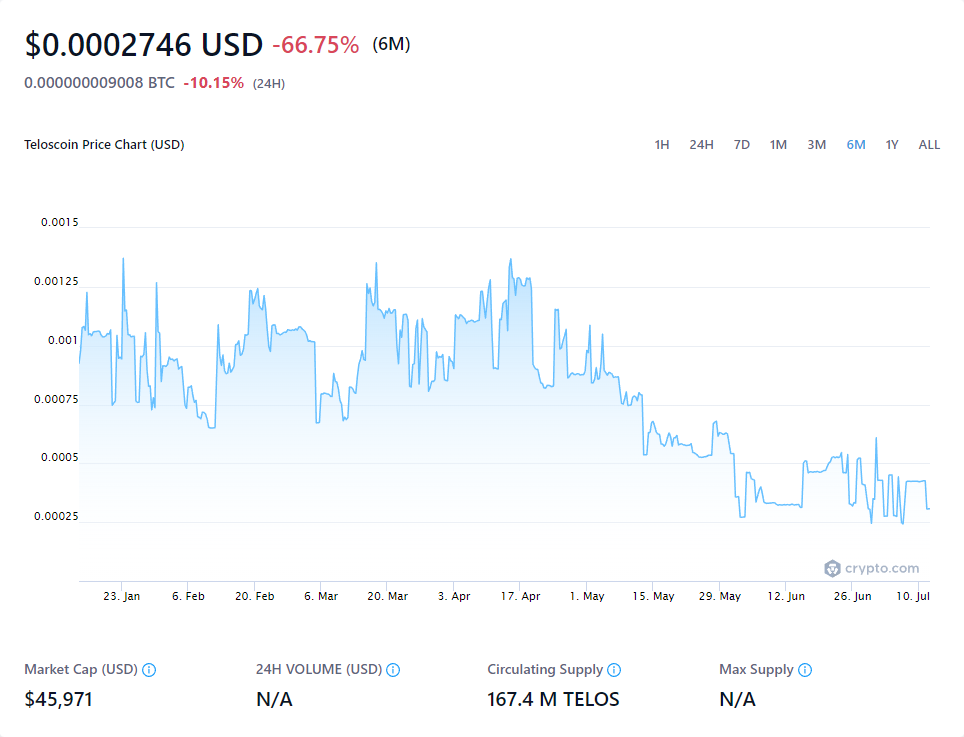 $0.0002746 USD -66.75% (6M)
0.000000009008 BTC -10.15% (24H)
Teloscoin Price Chart (USD) 1H 24H 7D 1M 3M 6M 1Y ALL
0.0015
0.00125
0.001
0.00075
0.0005
0.00025
crypto.com
23. Jan 6. Feb 20. Feb 6. Mar 20. Mar 3. Apr 17. Apr 1. May 15. May 29. May 12. Jun 26. Jun 10. Jul
Market Cap (USD) 24H VOLUME (USD) Circulating Supply Max Supply
$45,971 N/A 167.4 M TELOS N/A